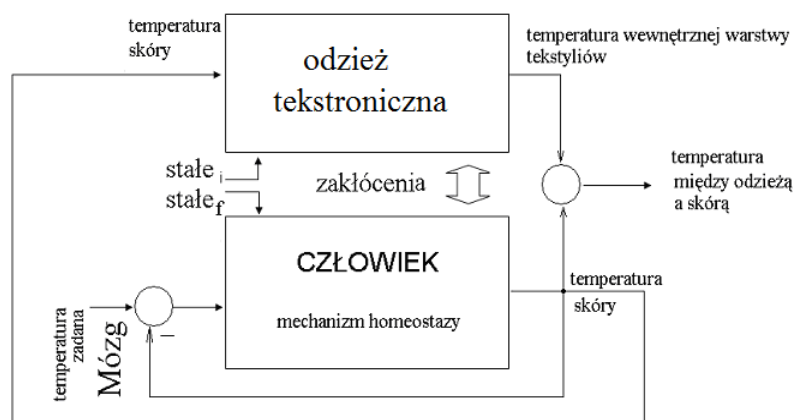 temperatura
skóry
odzież
tekstroniczna
temperatura wewnętrznej warstwy
tekstyliów
stałe i
stałe f
zakłócenia
temperatura
między odzieżą
a skórą
CZŁOWIEK
mechanizm homeostazy
temperatura
skóry
temperatura
zadana
Mózg
–